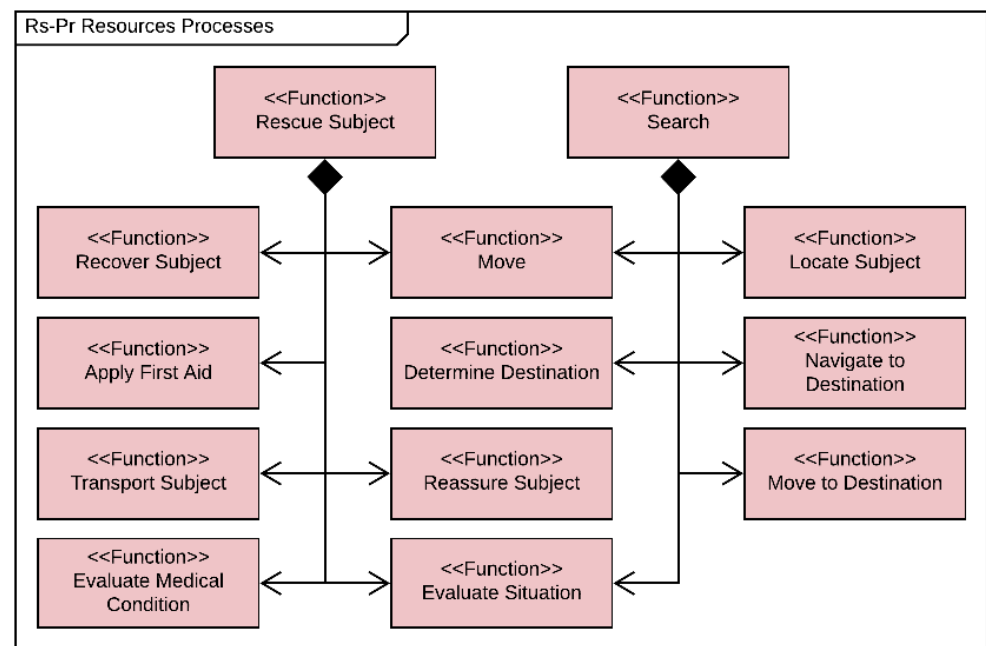 Rs-Pr Resources Processes
<<Function>>
Rescue Subject
<<Function>>
Search
<<Function>>
Recover Subject
<<Function>>
Move
<<Function>>
Locate Subject
<<Function>>
Apply First Aid
<<Function>>
Determine Destination
<<Function>>
Navigate to
Destination
<<Function>>
Transport Subject
<<Function>>
Reassure Subject
<<Function>>
Move to Destination
<<Function>>
Evaluate Medical
Condition
<<Function>>
Evaluate Situation